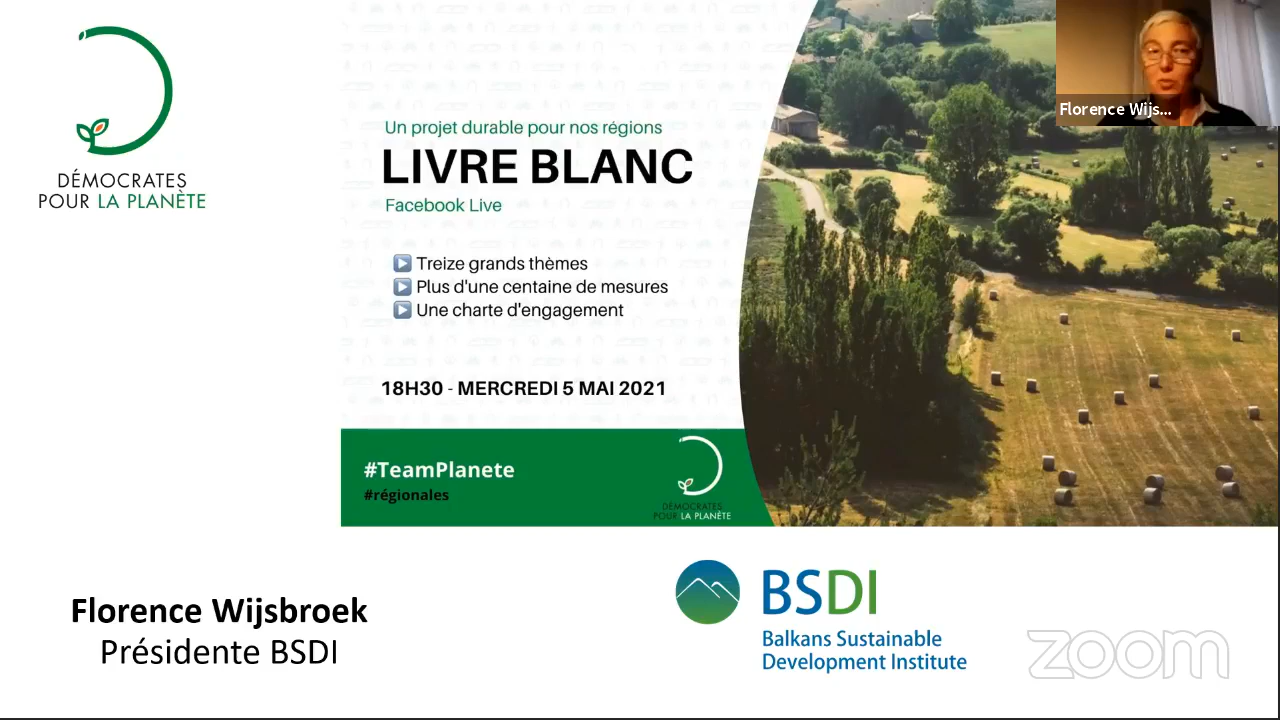 DÉMOCRATES
POUR LA PLANÈTE
Un projet durable pour nos régions
LIVRE BLANC
Facebook Live
Treize grands thèmes
Plus d'une centaine de mesures
Une charte d'engagement
18H30 - MERCREDI 5 MAI 2021
#TeamPlanete
#régionales
DÉMOCRATES
POUR LA PLANÈTE
Florence Wijs...
Florence Wijsbroek
Présidente BSDI
BSDI
Balkans Sustainable
Development Institute
zoom